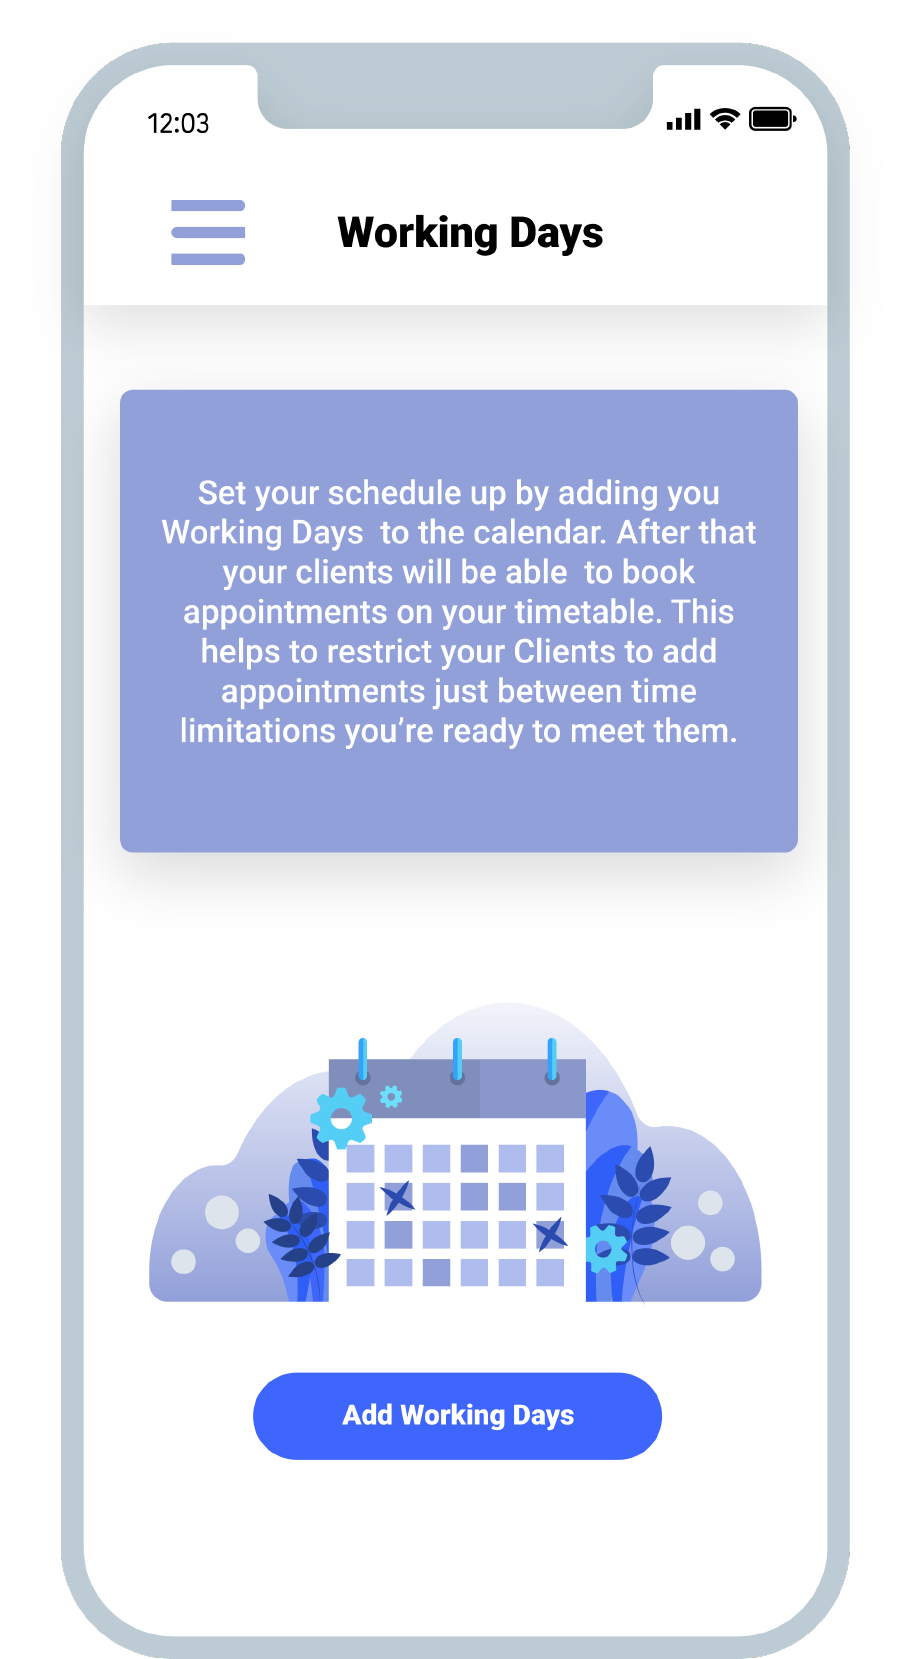 12:03
Working Days
Set your schedule up by adding you
Working Days  to the calendar. After that
your clients will be able  to book
appointments on your timetable. This
helps to restrict your Clients to add
appointments just between time
limitations you’re ready to meet them.
Add Working Days